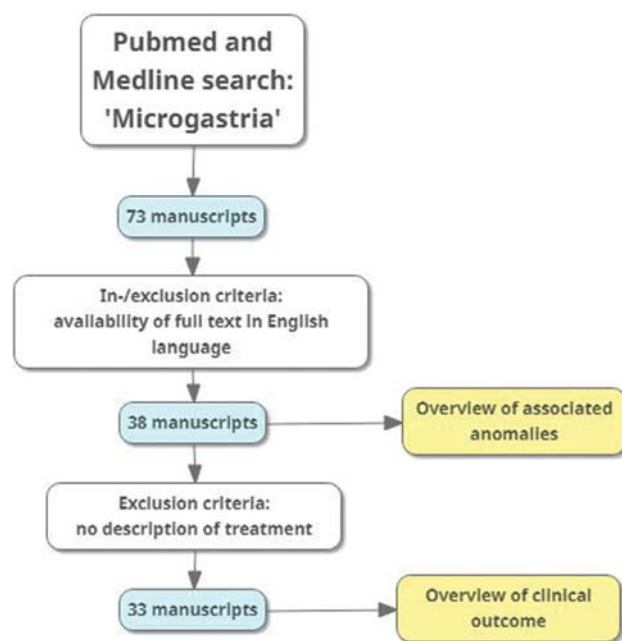 Pubmed and
Medline search:
'Microgastria'
73 manuscripts
In-/exclusion criteria:
availability of full text in English
language
38 manuscripts
Overview of associated
anomalies
Exclusion criteria:
no description of treatment
33 manuscripts
Overview of clinical
outcome